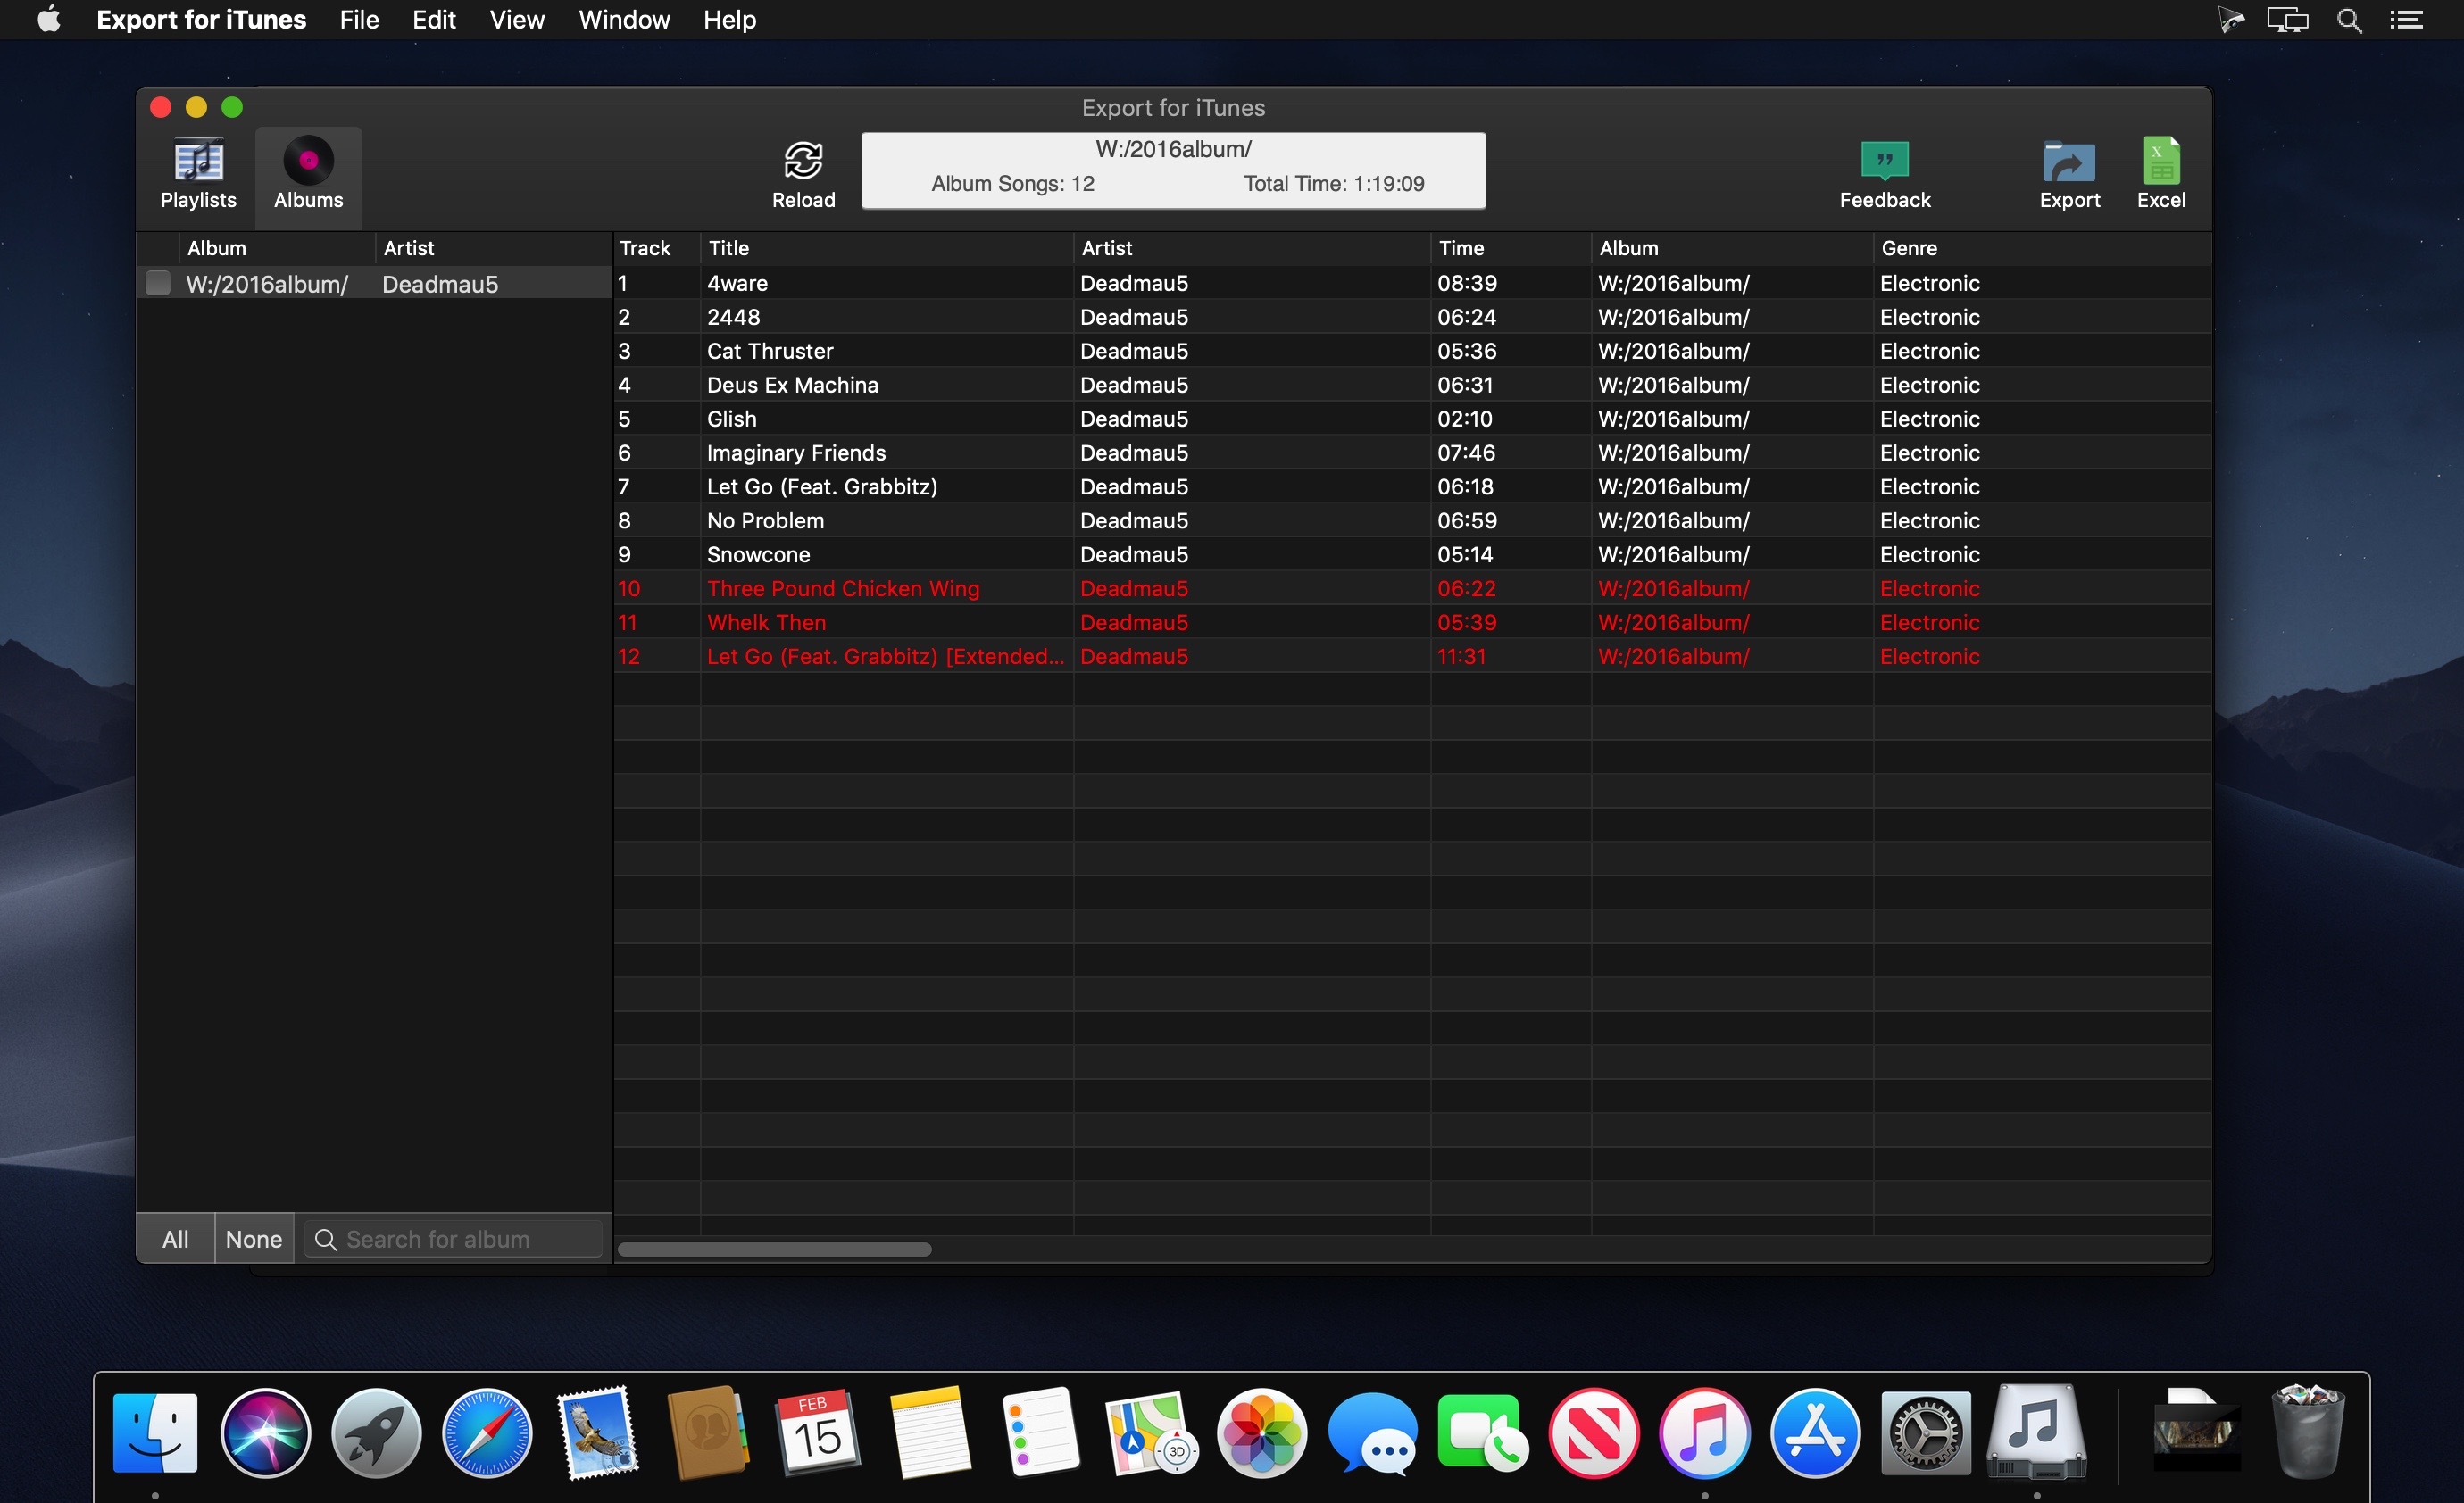 Export for iTunes File Edit View Window Help
Export for iTunes
Playlists Albums Reload Feedback Export Excel
W:/2016album/
Album Songs: 12 Total Time: 1:19:09
Album Artist Track Title Artist Time Album Genre
W:/2016album/ Deadmau5
1 4ware Deadmau5 08:39 W:/2016album/ Electronic
2 2448 Deadmau5 06:24 W:/2016album/ Electronic
3 Cat Thruster Deadmau5 05:36 W:/2016album/ Electronic
4 Deus Ex Machina Deadmau5 06:31 W:/2016album/ Electronic
5 Glish Deadmau5 02:10 W:/2016album/ Electronic
6 Imaginary Friends Deadmau5 07:46 W:/2016album/ Electronic
7 Let Go (Feat. Grabbitz) Deadmau5 06:18 W:/2016album/ Electronic
8 No Problem Deadmau5 06:59 W:/2016album/ Electronic
9 Snowcone Deadmau5 05:14 W:/2016album/ Electronic
10 Three Pound Chicken Wing Deadmau5 06:22 W:/2016album/ Electronic
11 Whelk Then Deadmau5 05:39 W:/2016album/ Electronic
12 Let Go (Feat. Grabbitz) [Extended... Deadmau5 11:31 W:/2016album/ Electronic
All None Search for album
FEB
15
3D